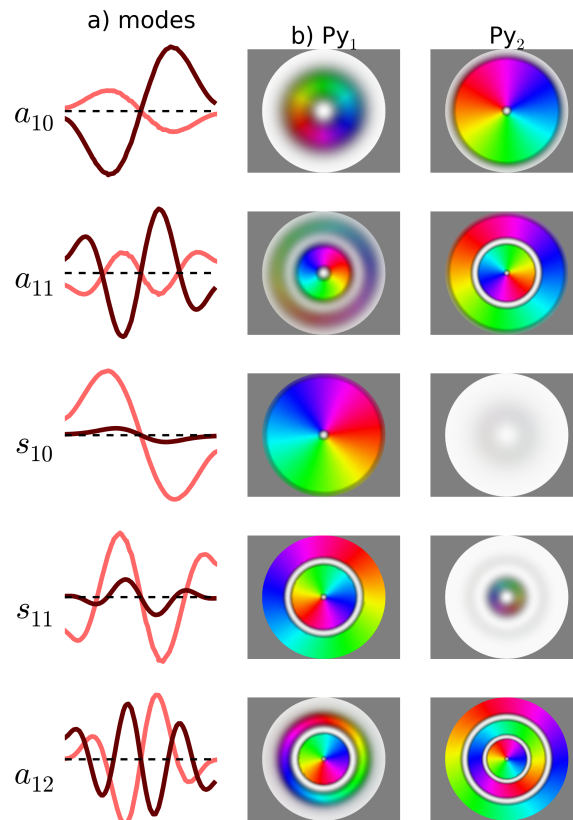 a) modes
b) Py₁ Py₂
a₁₀
a₁₁
s₁₀
s₁₁
a₁₂